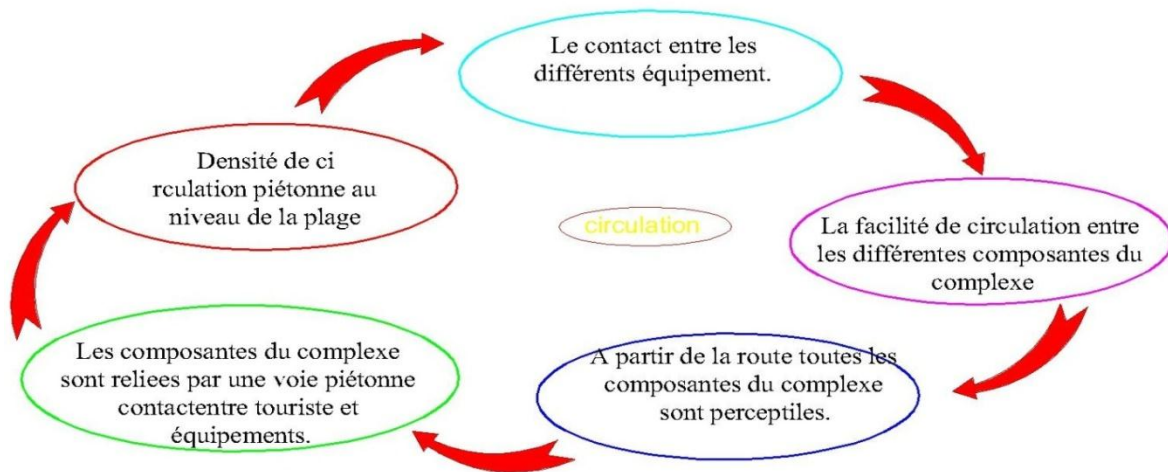 Le contact entre les
différents équipement.
Densité de ci
rculation piétonne au
niveau de la plage
circulation
La facilité de circulation entre
les différentes composantes du
complexe
A partir de la route toutes les
composantes du complexe
sont perceptiles.
Les composantes du complexe
sont reliees par une voie piétonne
contactentre touriste et
équipements.